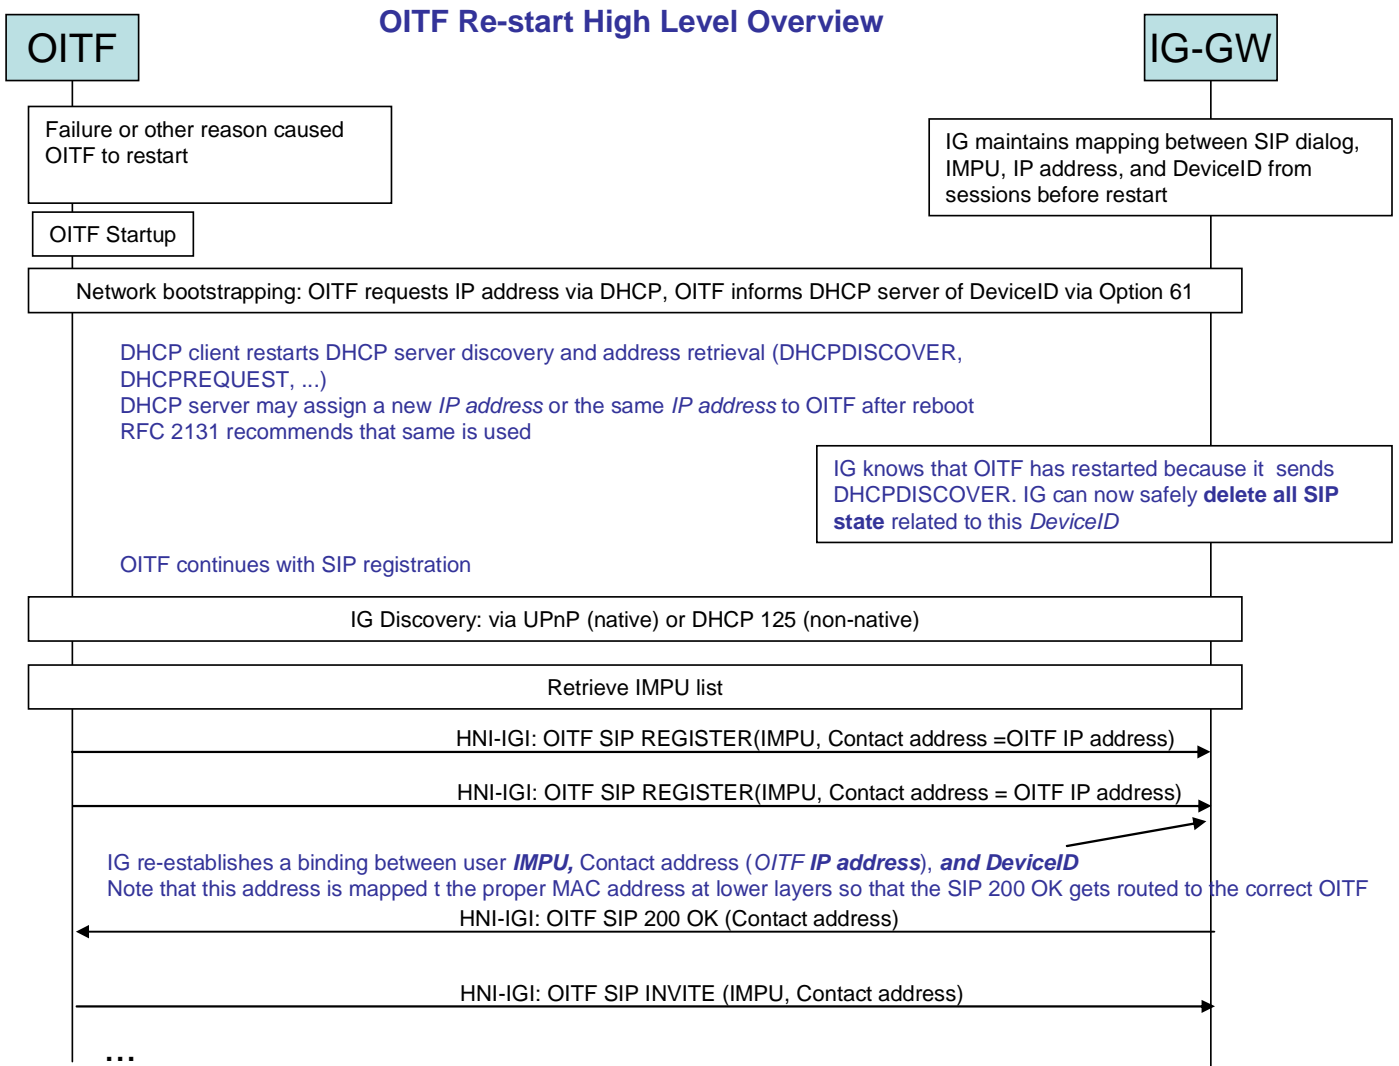 OITF Re-start High Level Overview
OITF
IG-GW
Failure or other reason caused
OITF to restart
IG maintains mapping between SIP dialog,
IMPU, IP address, and DeviceID from
sessions before restart
OITF Startup
Network bootstrapping: OITF requests IP address via DHCP, OITF informs DHCP server of DeviceID via Option 61
DHCP client restarts DHCP server discovery and address retrieval (DHCPDISCOVER,
DHCPREQUEST, ...)
DHCP server may assign a new IP address or the same IP address to OITF after reboot
RFC 2131 recommends that same is used
IG knows that OITF has restarted because it sends
DHCPDISCOVER. IG can now safely delete all SIP
state related to this DeviceID
OITF continues with SIP registration
IG Discovery: via UPnP (native) or DHCP 125 (non-native)
Retrieve IMPU list
HNI-IGI: OITF SIP REGISTER(IMPU, Contact address =OITF IP address)
HNI-IGI: OITF SIP REGISTER(IMPU, Contact address = OITF IP address)
IG re-establishes a binding between user IMPU, Contact address (OITF IP address), and DeviceID
Note that this address is mapped t the proper MAC address at lower layers so that the SIP 200 OK gets routed to the correct OITF
HNI-IGI: OITF SIP 200 OK (Contact address)
HNI-IGI: OITF SIP INVITE (IMPU, Contact address)
...